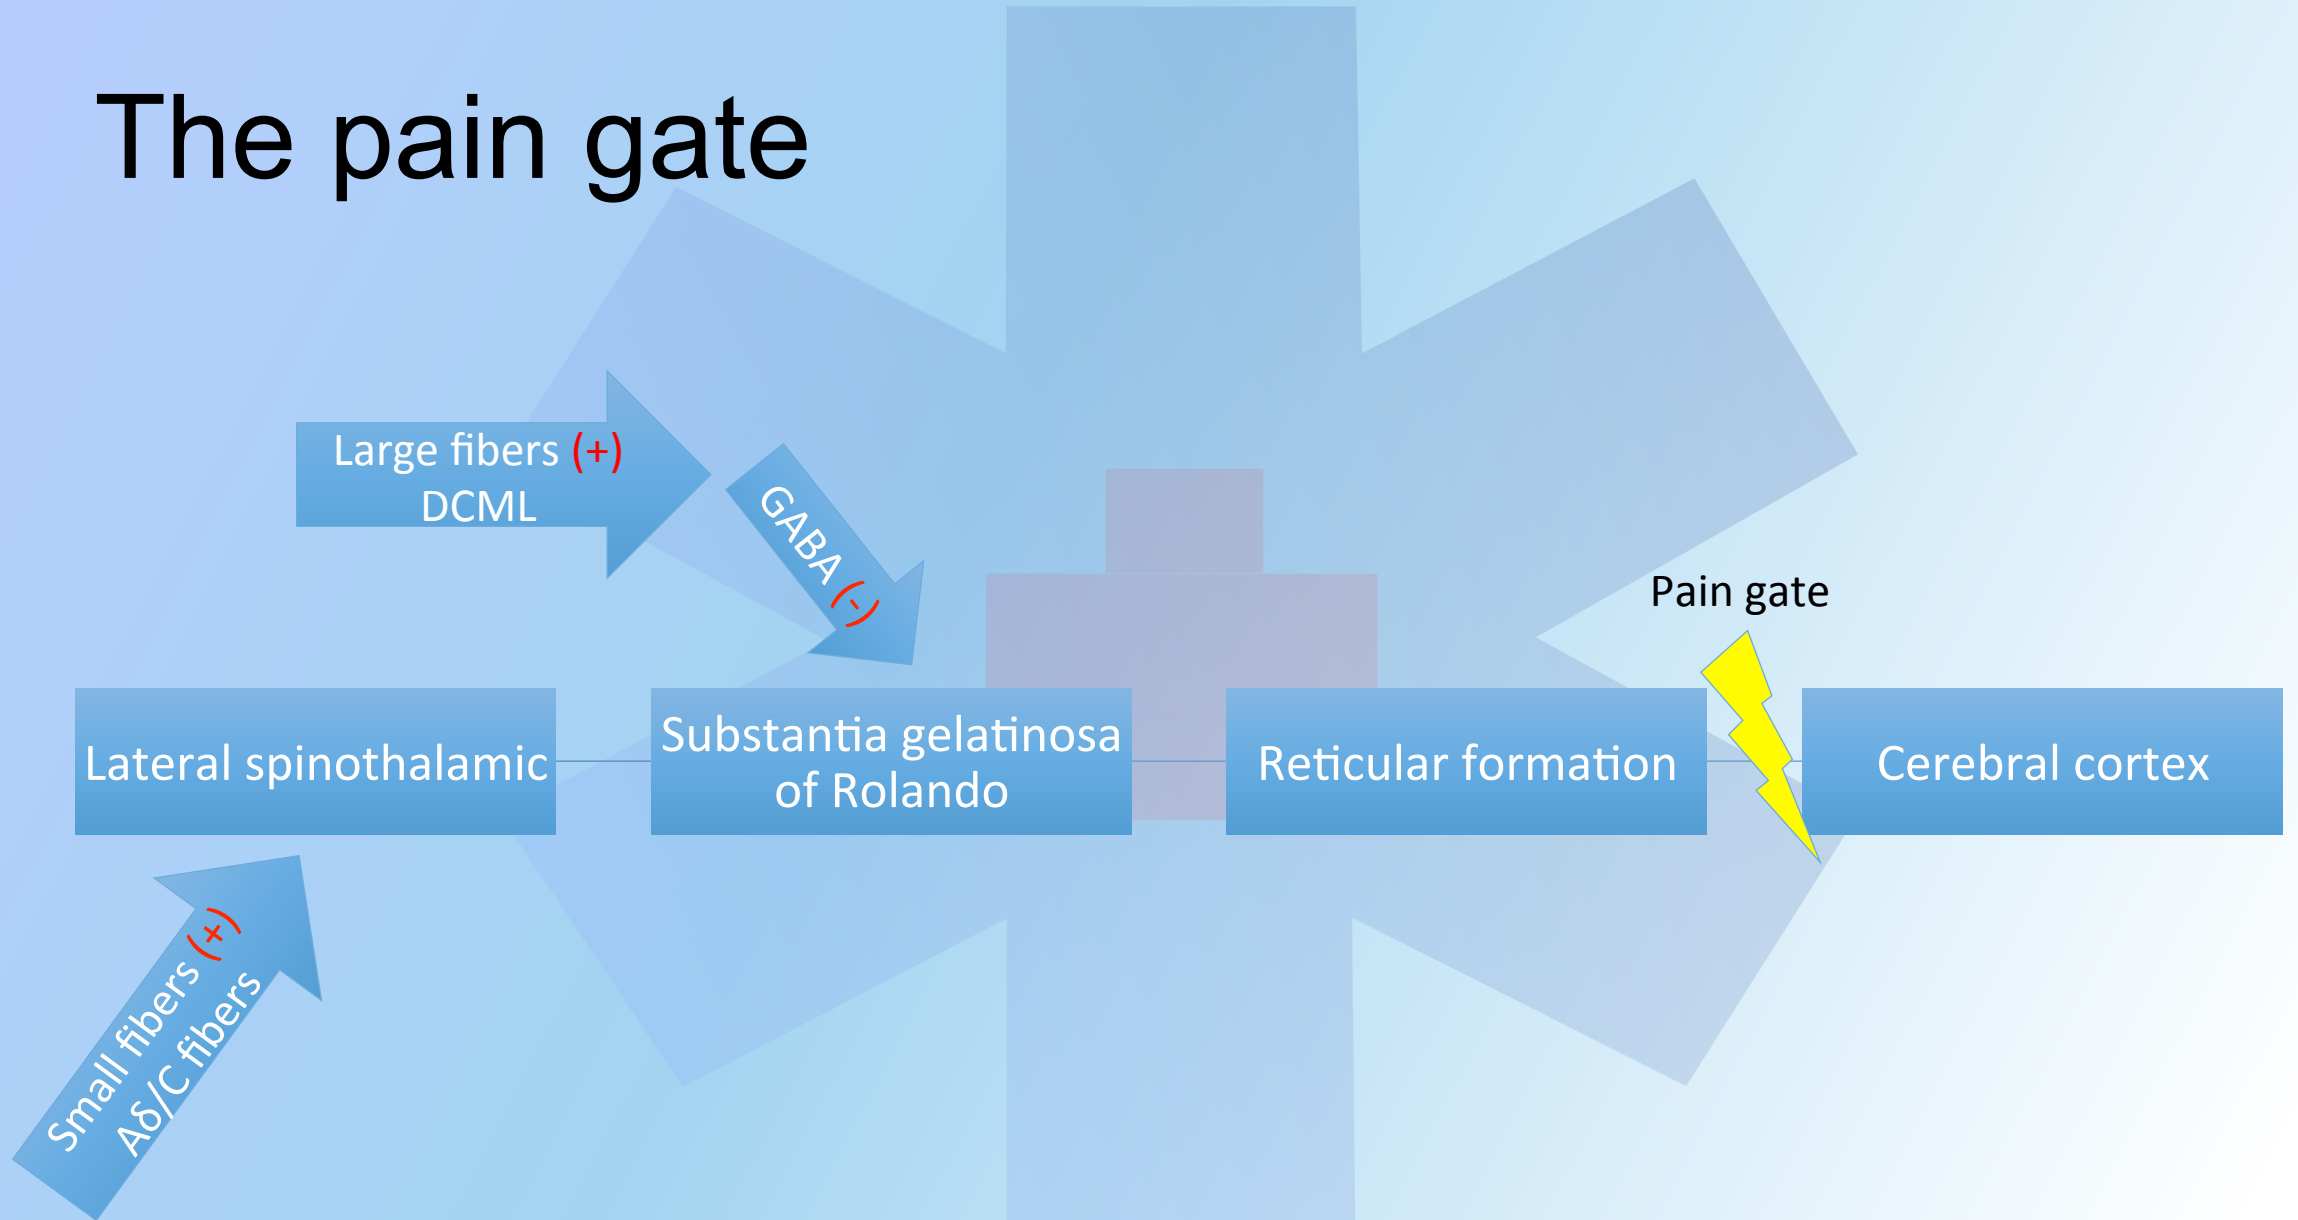 The pain gate
Large fibers (+)
DCML
GABA (-)
Pain gate
Lateral spinothalamic
Substantia gelatinosa
of Rolando
Reticular formation
Cerebral cortex
Small fibers (+)
Aδ/C fibers